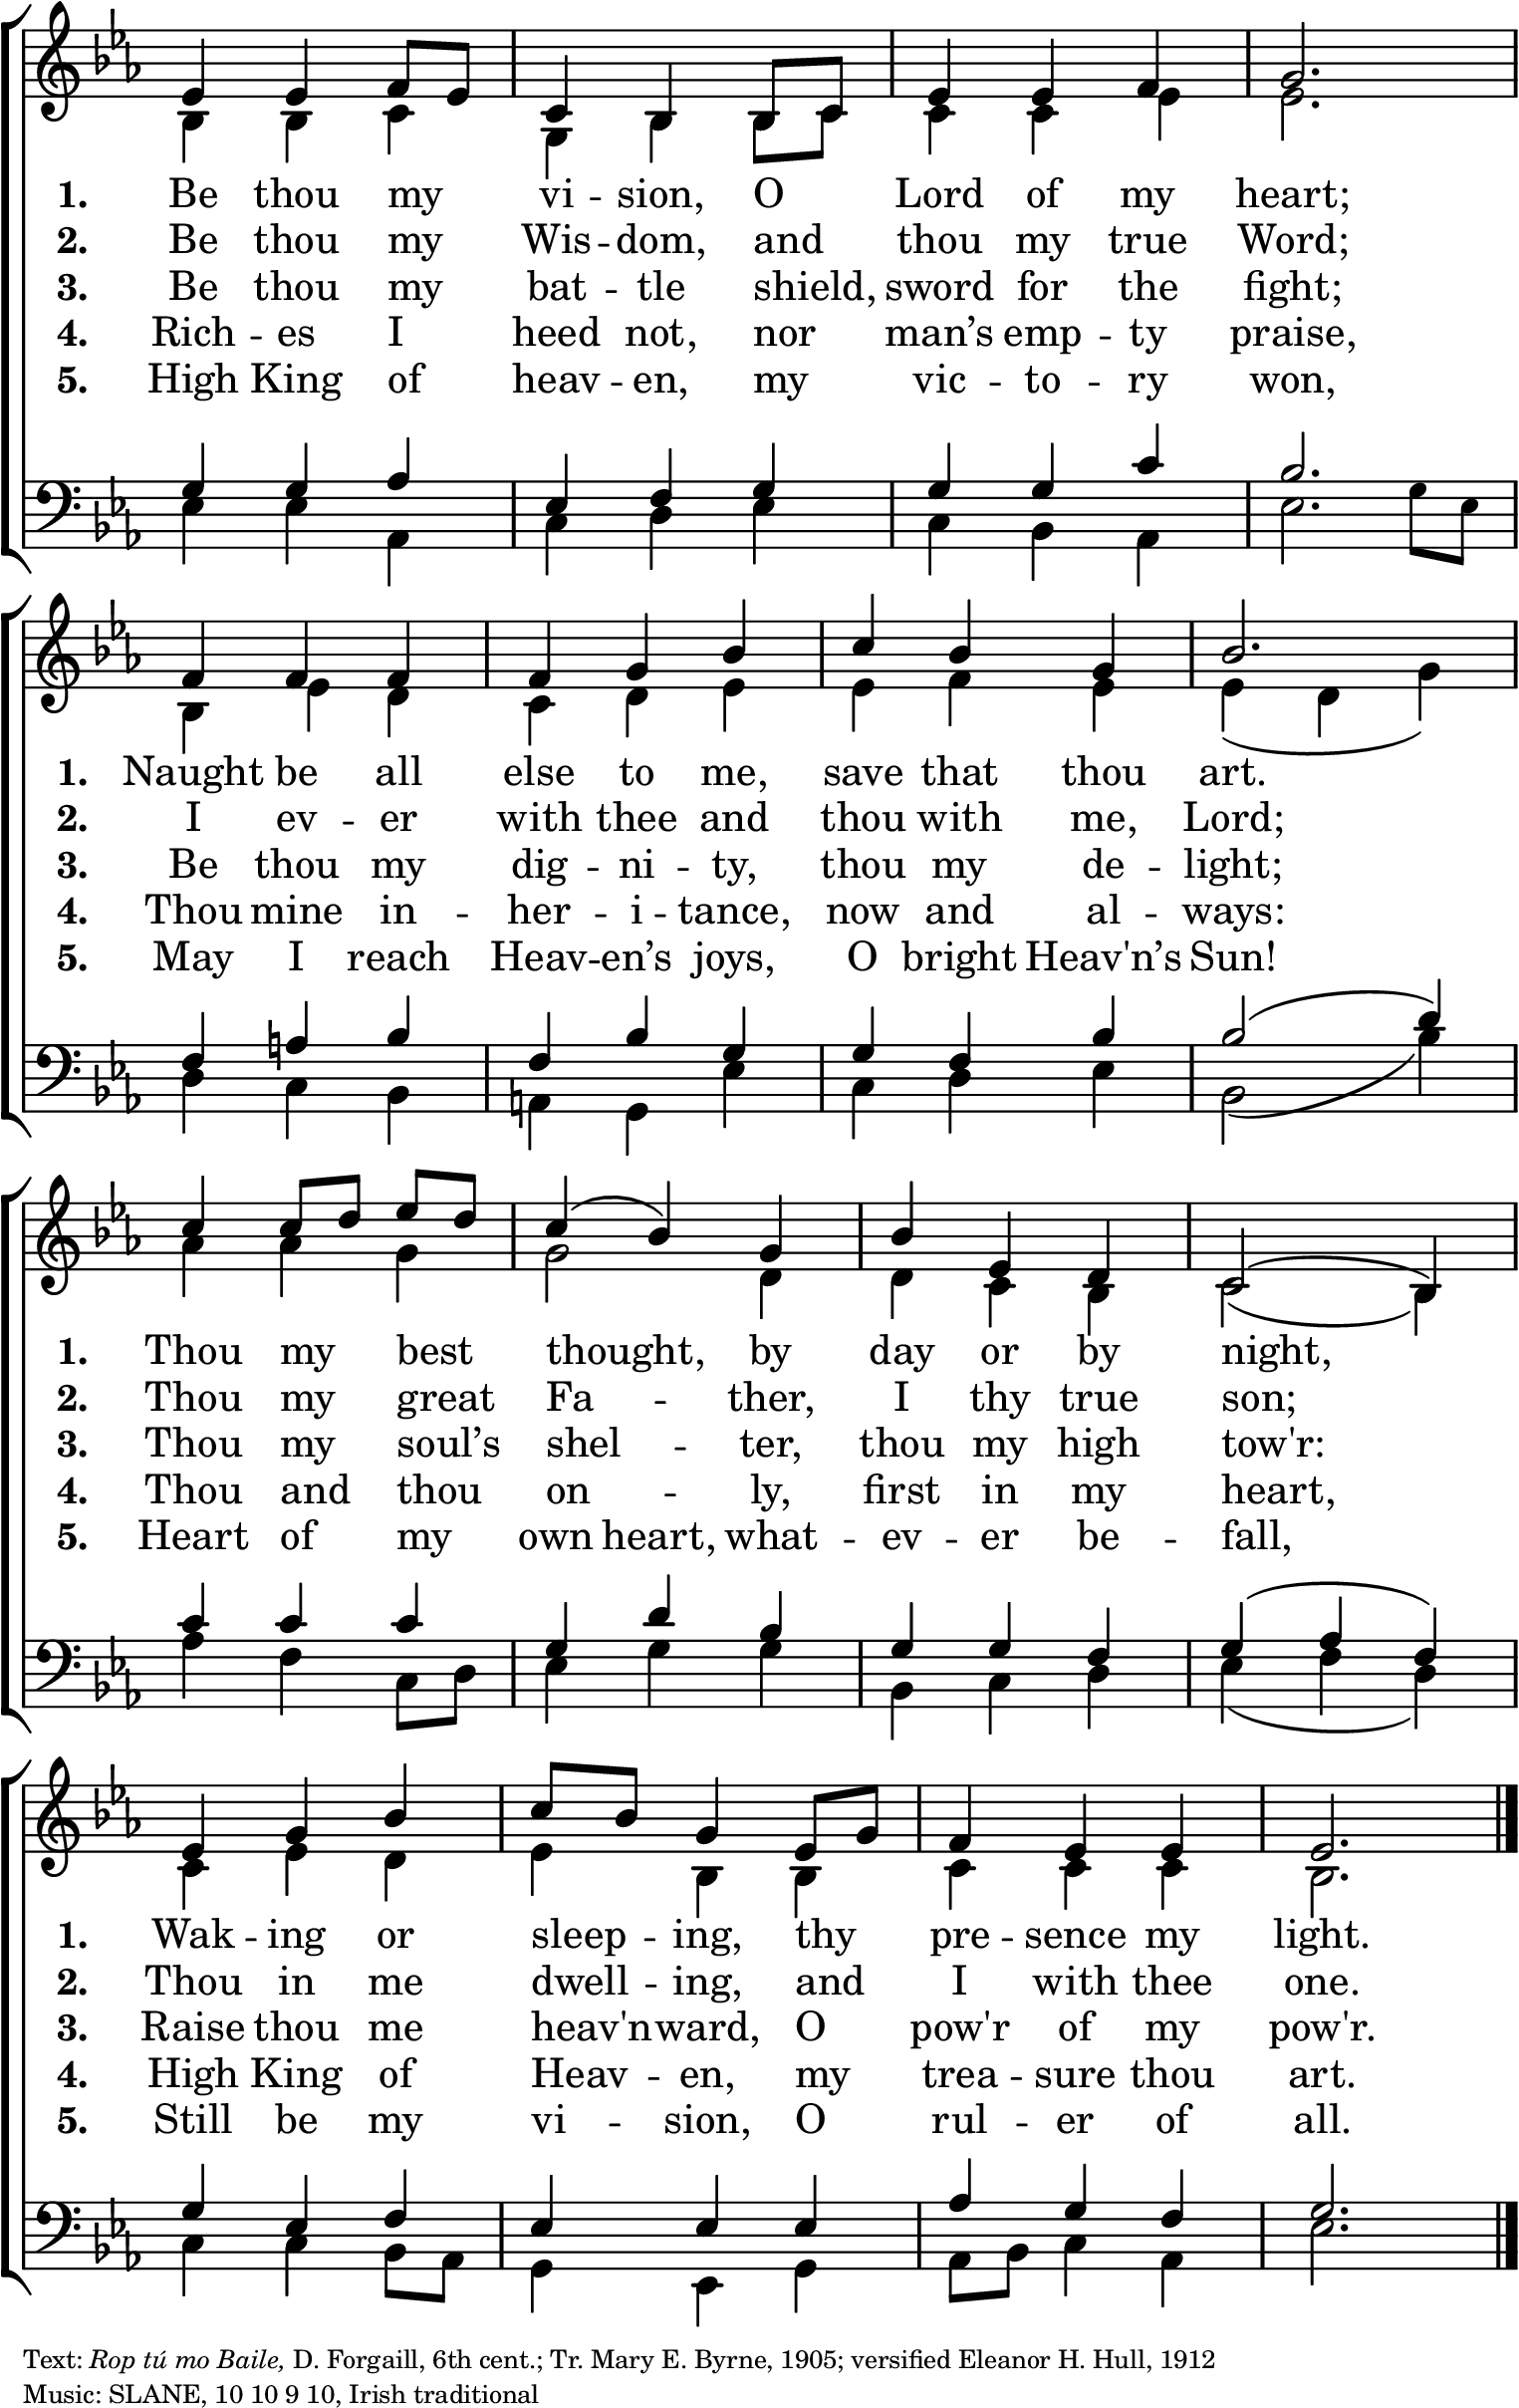 1. Be thou my vi -- sion, O Lord of my heart;
2. Be thou my Wis -- dom, and thou my true Word;
3. Be thou my bat -- tle shield, sword for the fight;
4. Rich -- es I heed not, nor man’s emp -- ty praise,
5. High King of heav -- en, my vic -- to -- ry won,
1. Naught be all else to me, save that thou art.
2. I ev -- er with thee and thou with me, Lord;
3. Be thou my dig -- ni -- ty, thou my de -- light;
4. Thou mine in -- her -- i -- tance, now and al -- ways:
5. May I reach Heav -- en’s joys, O bright Heav'n’s Sun!
1. Thou my best thought, by day or by night,
2. Thou my great Fa -- ther, I thy true son;
3. Thou my soul’s shel -- ter, thou my high tow'r:
4. Thou and thou on -- ly, first in my heart,
5. Heart of my own heart, what -- ev -- er be -- fall,
1. Wak -- ing or sleep -- ing, thy pre -- sence my light.
2. Thou in me dwell -- ing, and I with thee one.
3. Raise thou me heav'n -- ward, O pow'r of my pow'r.
4. High King of Heav -- en, my trea -- sure thou art.
5. Still be my vi -- sion, O rul -- er of all.
Text: Rop tú mo Baile, D. Forgaill, 6th cent.; Tr. Mary E. Byrne, 1905; versified Eleanor H. Hull, 1912
Music: SLANE, 10 10 9 10, Irish traditional